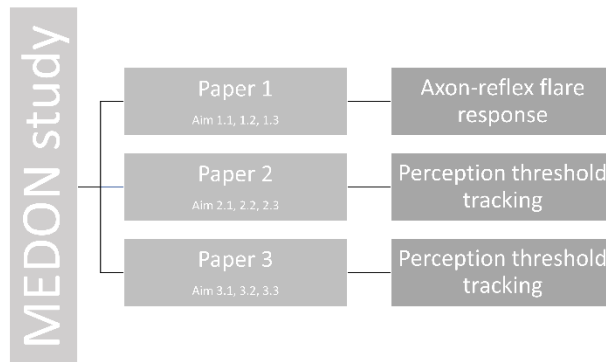 MEDON study
Paper 1
Aim 1.1, 1.2, 1.3
Axon-reflex flare
response
Paper 2
Aim 2.1, 2.2, 2.3
Perception threshold
tracking
Paper 3
Aim 3.1, 3.2, 3.3
Perception threshold
tracking